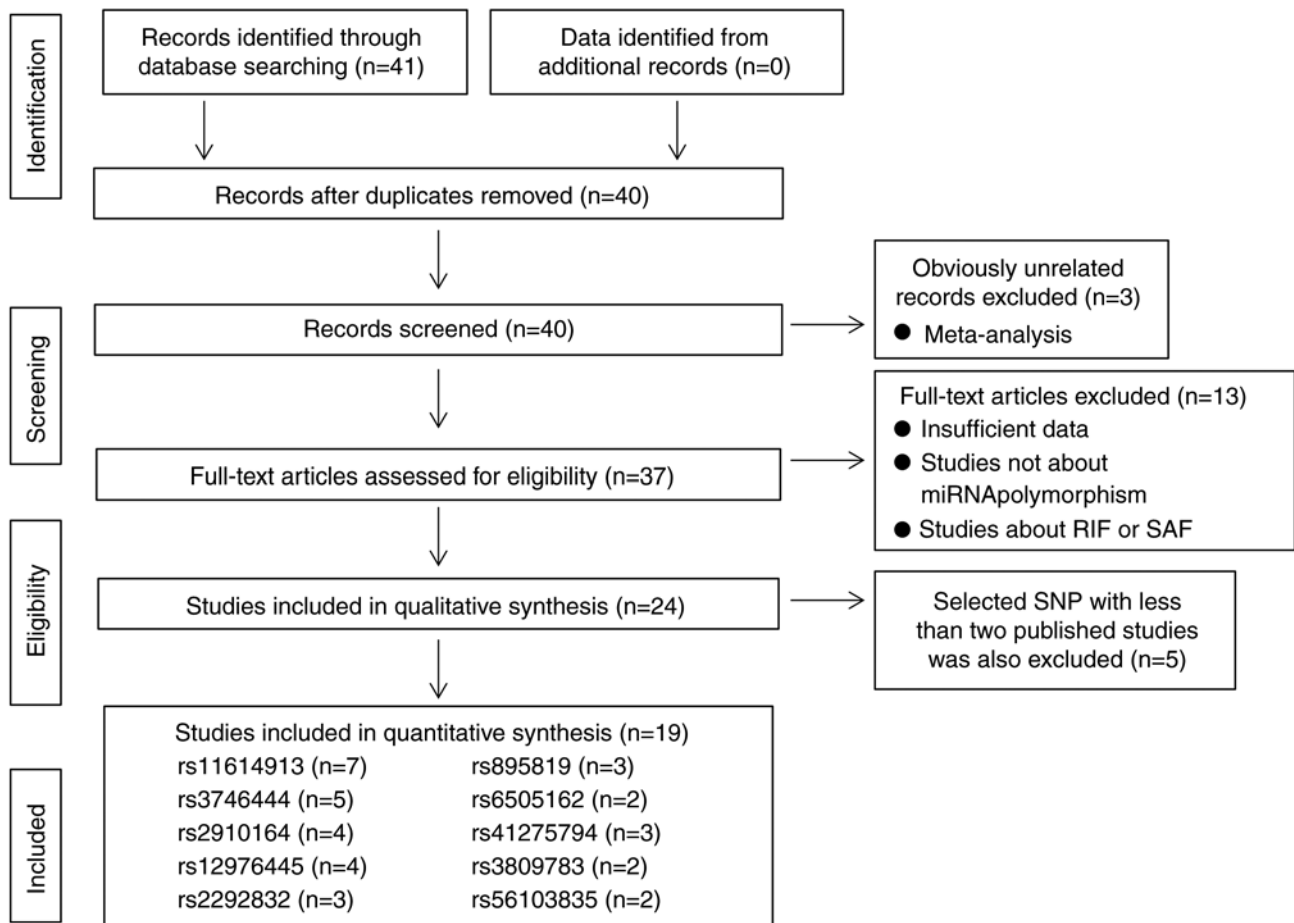 Identification
Records identified through
database searching (n=41)
Data identified from
additional records (n=0)
Records after duplicates removed (n=40)
Screening
Records screened (n=40)
Obviously unrelated
records excluded (n=3)
● Meta-analysis
Full-text articles assessed for eligibility (n=37)
Full-text articles excluded (n=13)
● Insufficient data
● Studies not about
miRNApolymorphism
● Studies about RIF or SAF
Eligibility
Studies included in qualitative synthesis (n=24)
Selected SNP with less
than two published studies
was also excluded (n=5)
Included
Studies included in quantitative synthesis (n=19)
rs11614913 (n=7)
rs3746444 (n=5)
rs2910164 (n=4)
rs12976445 (n=4)
rs2292832 (n=3)
rs895819 (n=3)
rs6505162 (n=2)
rs41275794 (n=3)
rs3809783 (n=2)
rs56103835 (n=2)